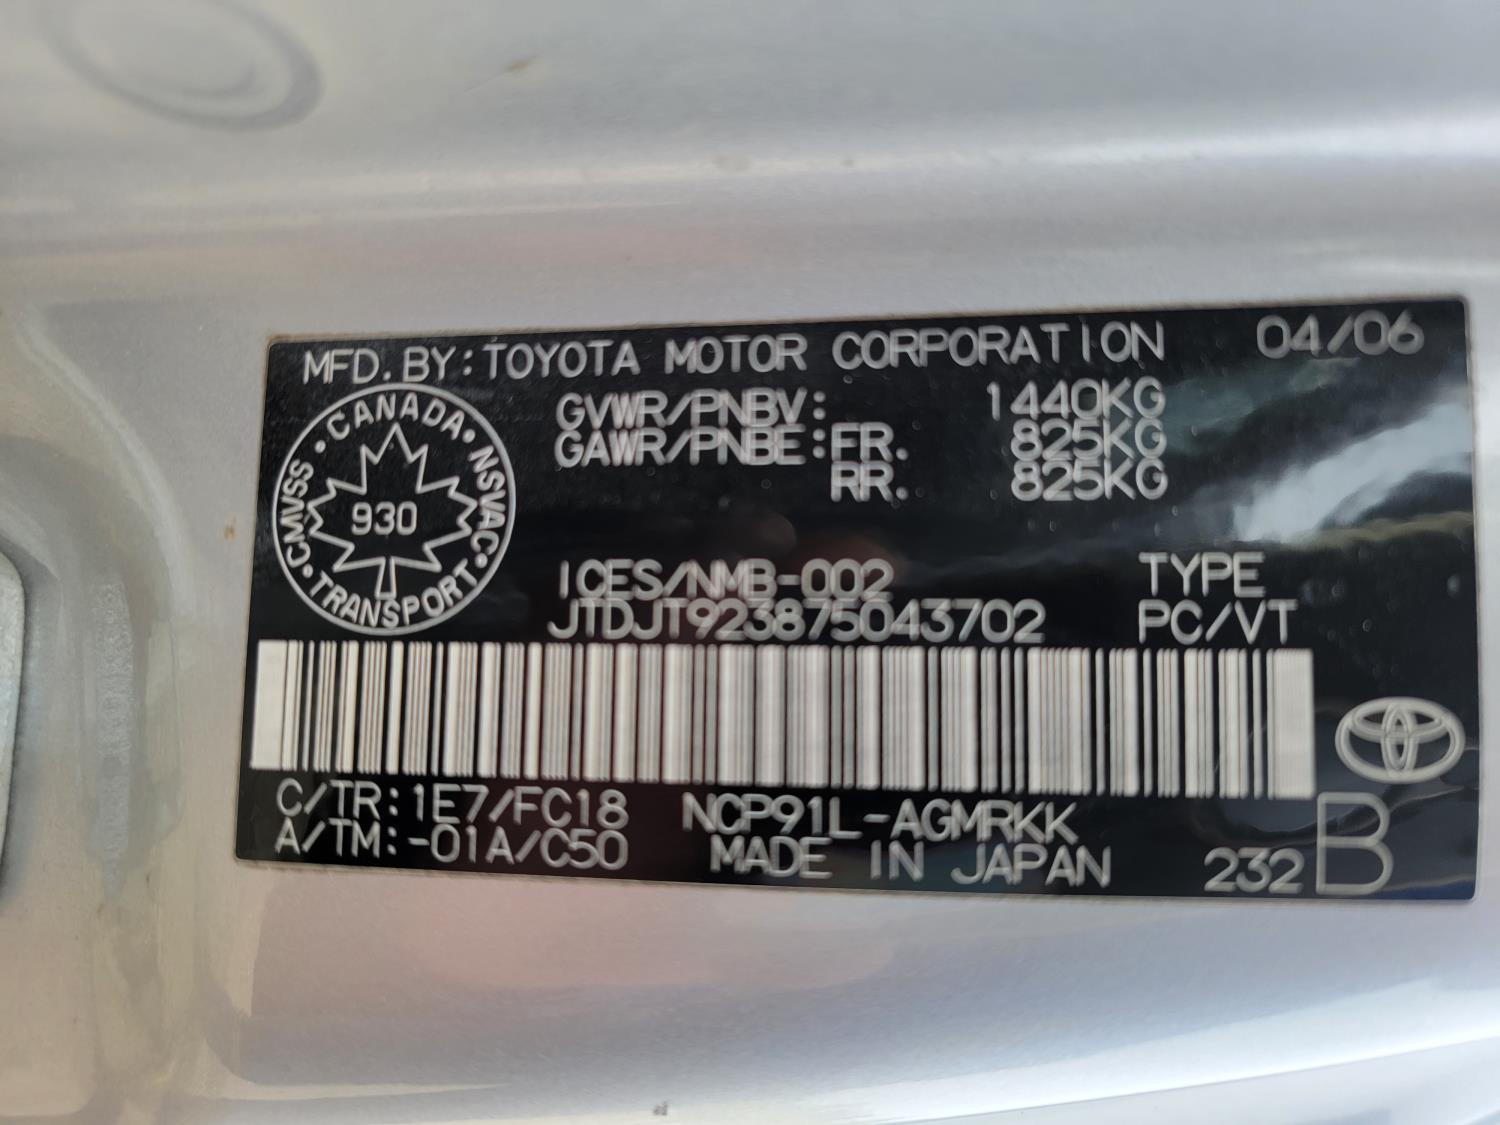 MFD. BY: TOYOTA MOTOR CORPORATION 04/06
GVWR/PNBV: 1440KG
GAWR/PNBE: FR. 825KG
RR. 825KG
CANADA · NSVAC · TRANSPORT · CMVSS ·
930
ICES/NMB-002 TYPE
JTDJT923875043702 PC/VT
C/TR: 1E7/FC18 NCP91L-AGMRKK
A/TM: -01A/C50 MADE IN JAPAN 232 B